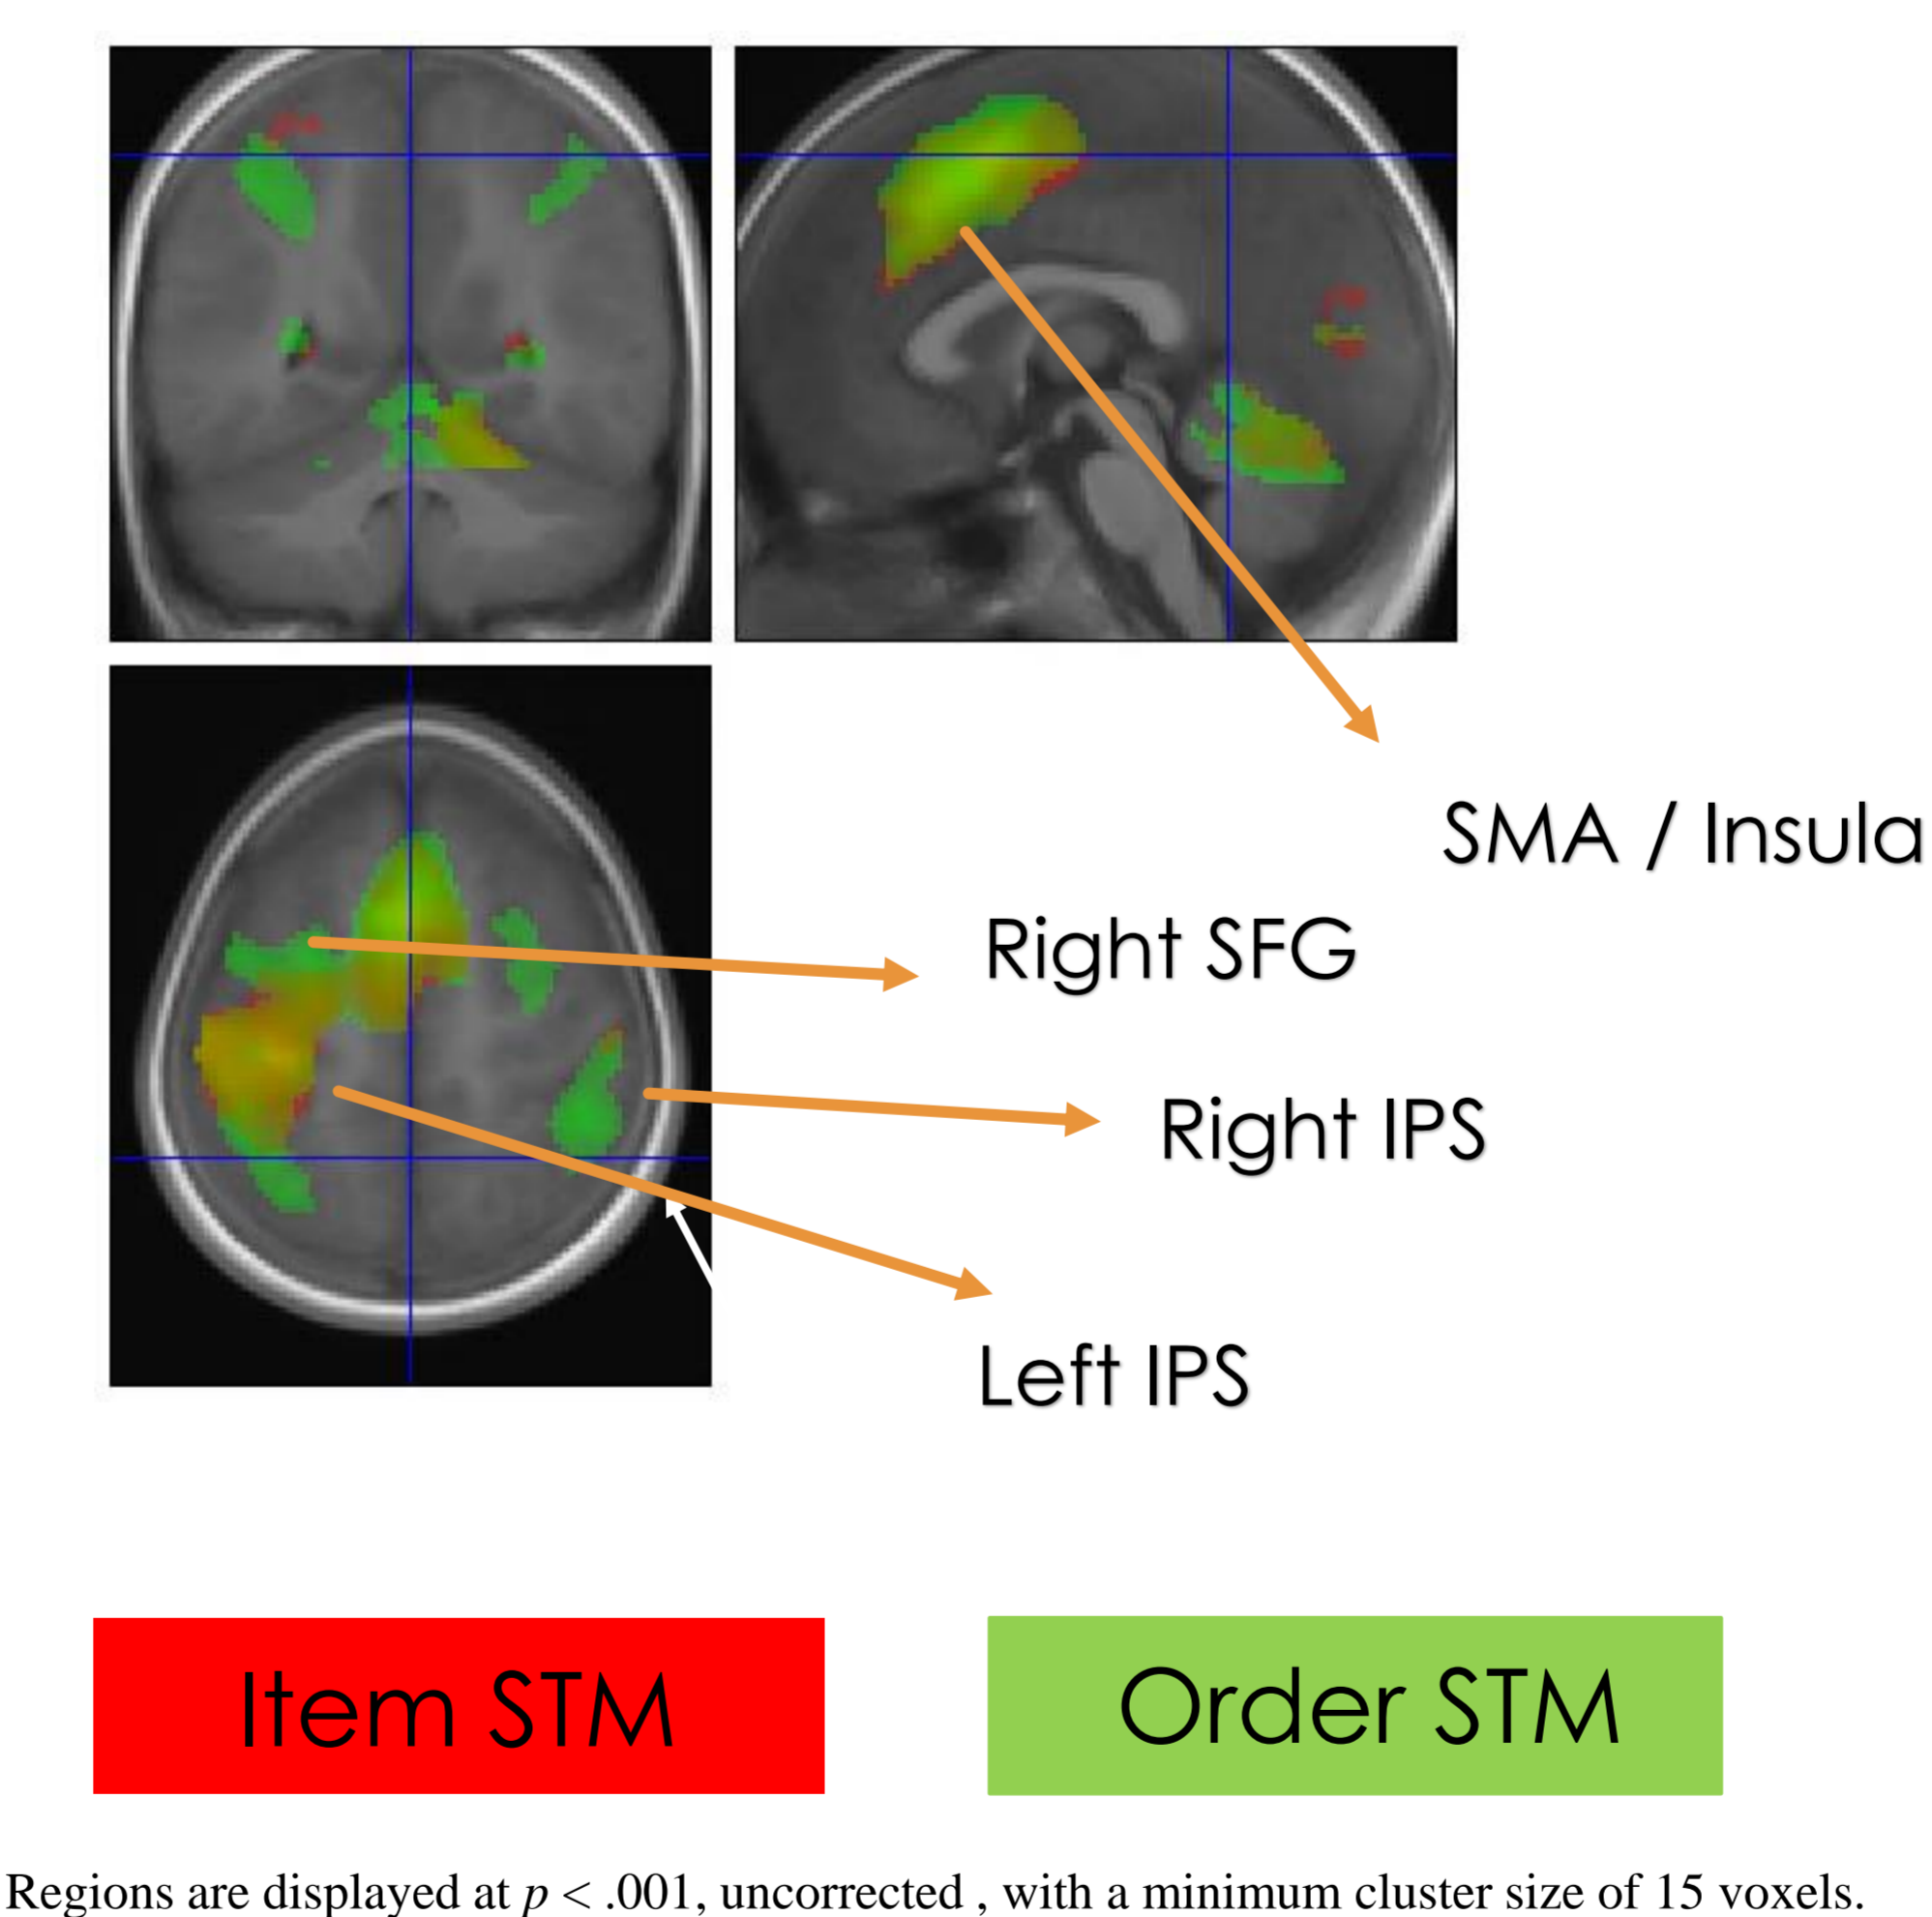 SMA / Insula
Right SFG
Right IPS
Left IPS
Item STM
Order STM
Regions are displayed at p < .001, uncorrected , with a minimum cluster size of 15 voxels.